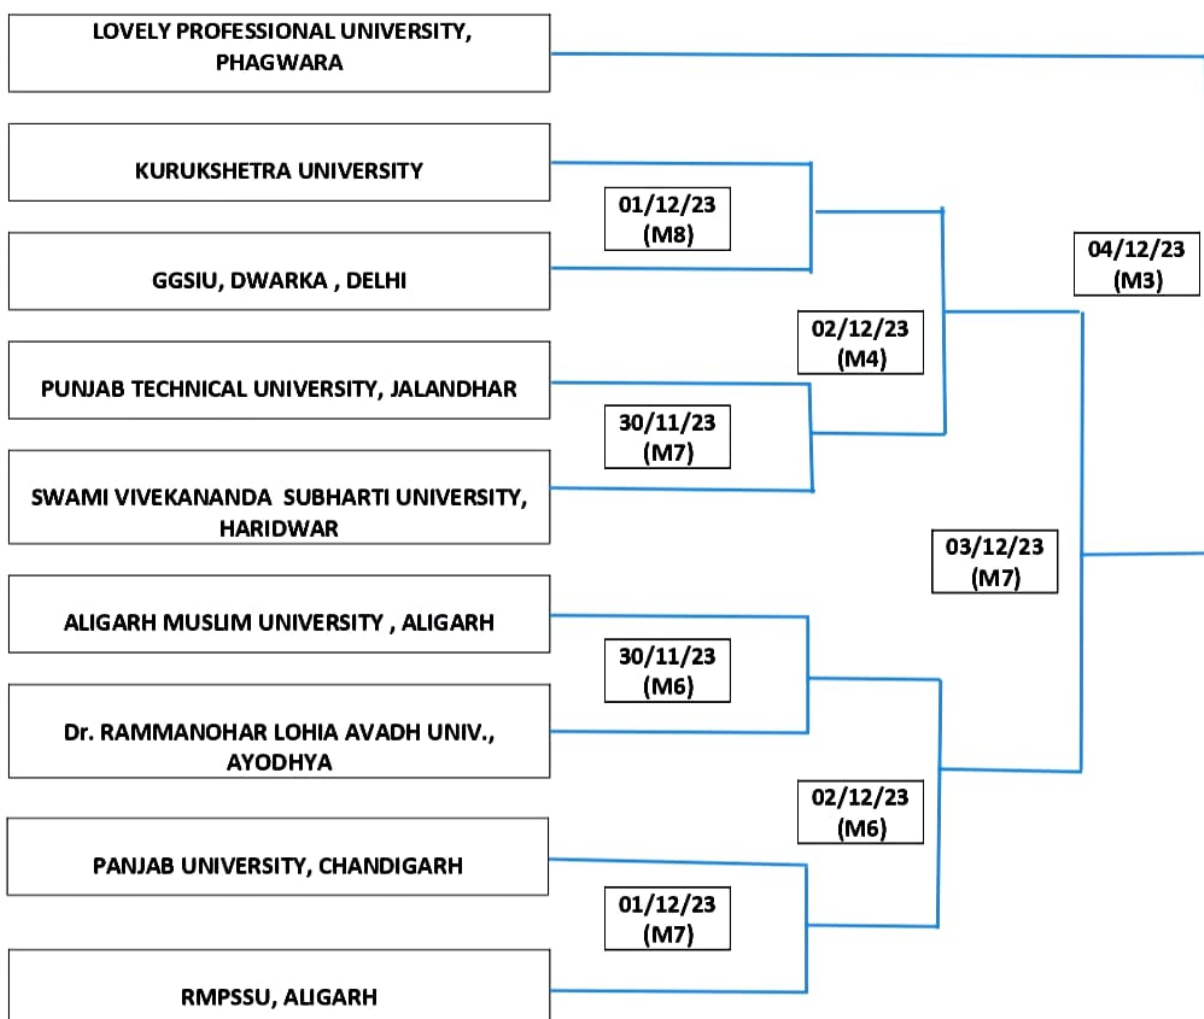 LOVELY PROFESSIONAL UNIVERSITY,
PHAGWARA
KURUKSHETRA UNIVERSITY
01/12/23
(M8)
GGSIU, DWARKA , DELHI
04/12/23
(M3)
02/12/23
(M4)
PUNJAB TECHNICAL UNIVERSITY, JALANDHAR
30/11/23
(M7)
SWAMI VIVEKANANDA SUBHARTI UNIVERSITY,
HARIDWAR
03/12/23
(M7)
ALIGARH MUSLIM UNIVERSITY , ALIGARH
30/11/23
(M6)
Dr. RAMMANOHAR LOHIA AVADH UNIV.,
AYODHYA
02/12/23
(M6)
PANJAB UNIVERSITY, CHANDIGARH
01/12/23
(M7)
RMPSSU, ALIGARH